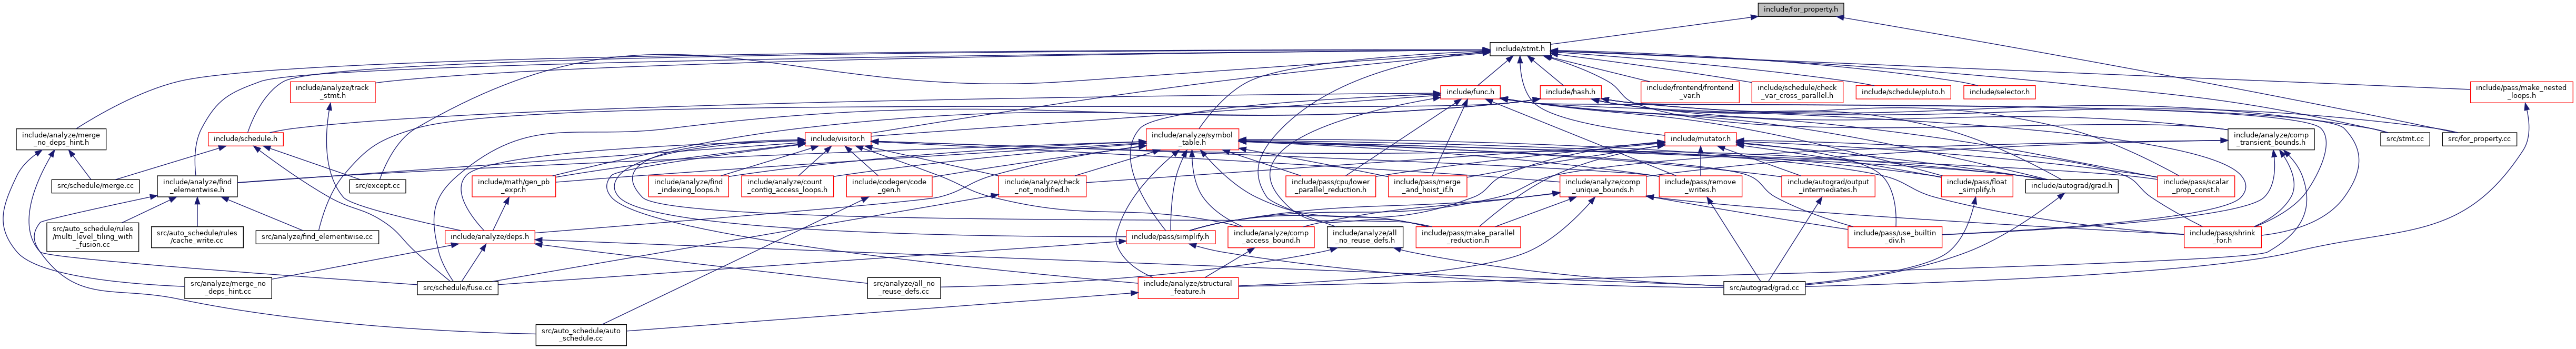 include/for_property.h
include/stmt.h
include/analyze/track
_stmt.h
include/func.h
include/hash.h
include/frontend/frontend
_var.h
include/schedule/check
_var_cross_parallel.h
include/schedule/pluto.h
include/selector.h
include/pass/make_nested
_loops.h
include/analyze/merge
_no_deps_hint.h
include/schedule.h
include/visitor.h
include/analyze/symbol
_table.h
include/mutator.h
include/analyze/comp
_transient_bounds.h
src/stmt.cc
src/for_property.cc
src/schedule/merge.cc
include/analyze/find
_elementwise.h
src/except.cc
include/math/gen_pb
_expr.h
include/analyze/find
_indexing_loops.h
include/analyze/count
_contig_access_loops.h
include/codegen/code
_gen.h
include/analyze/check
_not_modified.h
include/pass/cpu/lower
_parallel_reduction.h
include/pass/merge
_and_hoist_if.h
include/analyze/comp
_unique_bounds.h
include/pass/remove
_writes.h
include/autograd/output
_intermediates.h
include/pass/float
_simplify.h
include/autograd/grad.h
include/pass/scalar
_prop_const.h
src/auto_schedule/rules
/multi_level_tiling_with
_fusion.cc
src/auto_schedule/rules
/cache_write.cc
src/analyze/find_elementwise.cc
include/analyze/deps.h
include/pass/simplify.h
include/analyze/comp
_access_bound.h
include/analyze/all
_no_reuse_defs.h
include/pass/make_parallel
_reduction.h
include/pass/use_builtin
_div.h
include/pass/shrink
_for.h
src/analyze/merge_no
_deps_hint.cc
src/schedule/fuse.cc
src/analyze/all_no
_reuse_defs.cc
include/analyze/structural
_feature.h
src/autograd/grad.cc
src/auto_schedule/auto
_schedule.cc